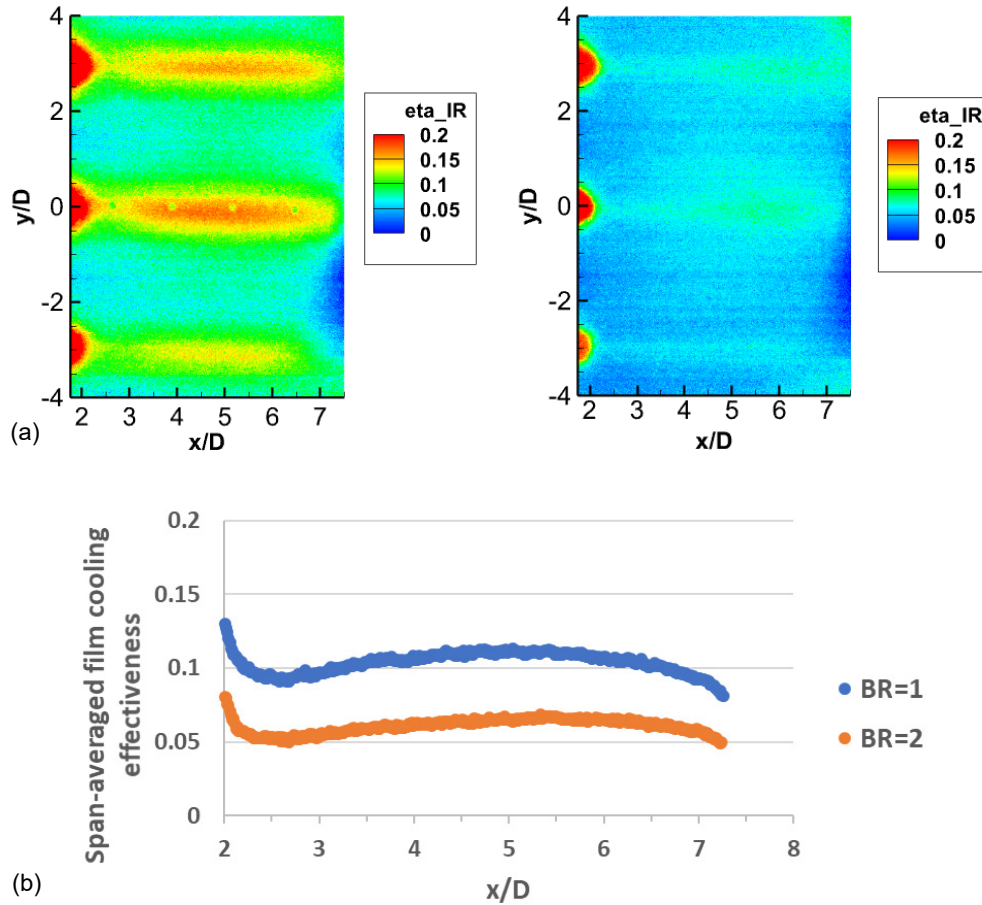 4
2
0
-2
-4
y/D
2 3 4 5 6 7
x/D
eta_IR
0.2
0.15
0.1
0.05
0
4
2
0
-2
-4
y/D
2 3 4 5 6 7
x/D
eta_IR
0.2
0.15
0.1
0.05
0
(a)
Span-averaged film cooling
effectiveness
0.2
0.15
0.1
0.05
0
2 3 4 5 6 7 8
x/D
BR=1
BR=2
(b)